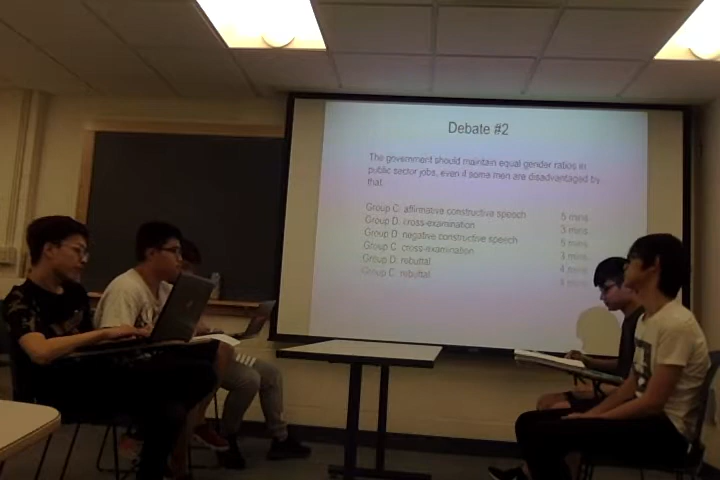 Debate #2
The government should maintain equal gender ratios in
public sector jobs, even if some men are disadvantaged by
that.
Group C: affirmative constructive speech 5 mins
Group D: cross-examination 3 mins
Group D: negative constructive speech 5 mins
Group C: cross-examination 3 mins
Group D: rebuttal 4 mins
Group C: rebuttal mins